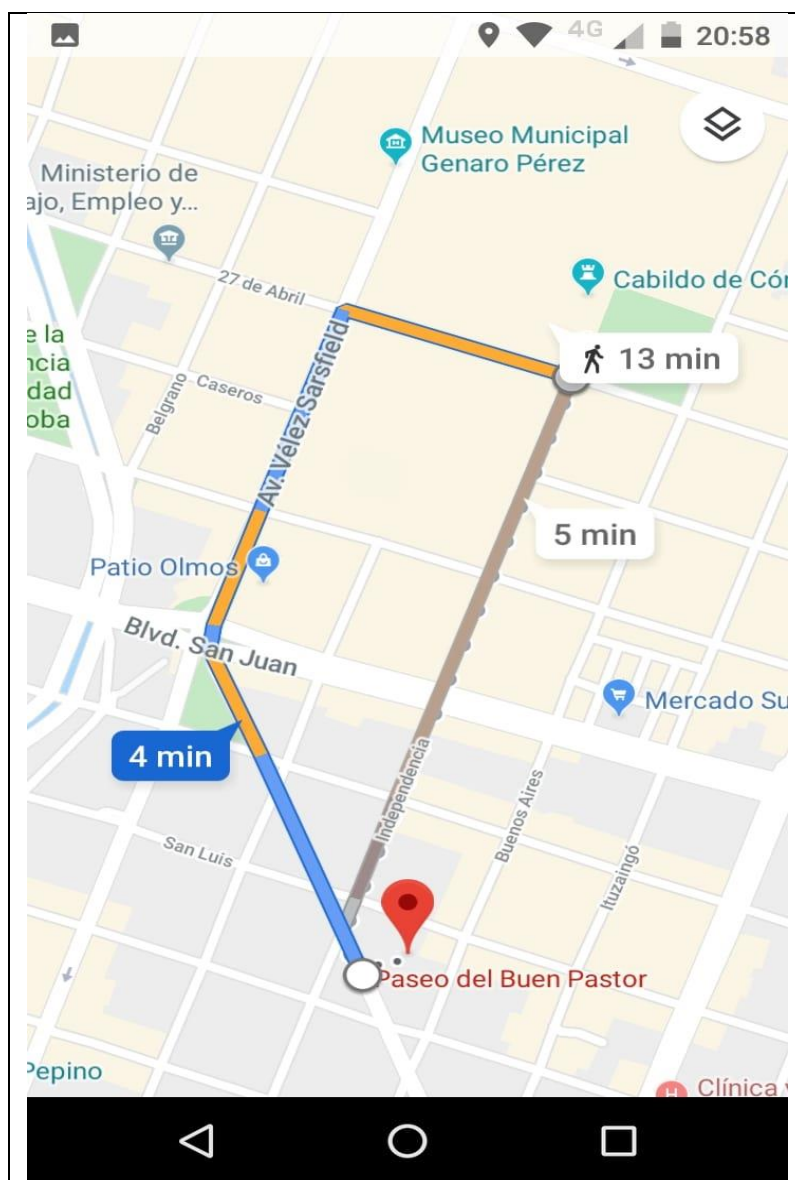 4G 20:58
Museo Municipal
Genaro Pérez
Ministerio de
ajo, Empleo y...
27 de Abril
Cabildo de Cór
e la
ncia
dad
oba
13 min
Caseros
Belgrano
Av. Vélez Sarsfield
5 min
Patio Olmos
Blvd. San Juan
Mercado Su
4 min
Independencia
Buenos Aires
San Luis
Ituzaingó
Paseo del Buen Pastor
Pepino
Clínica
H